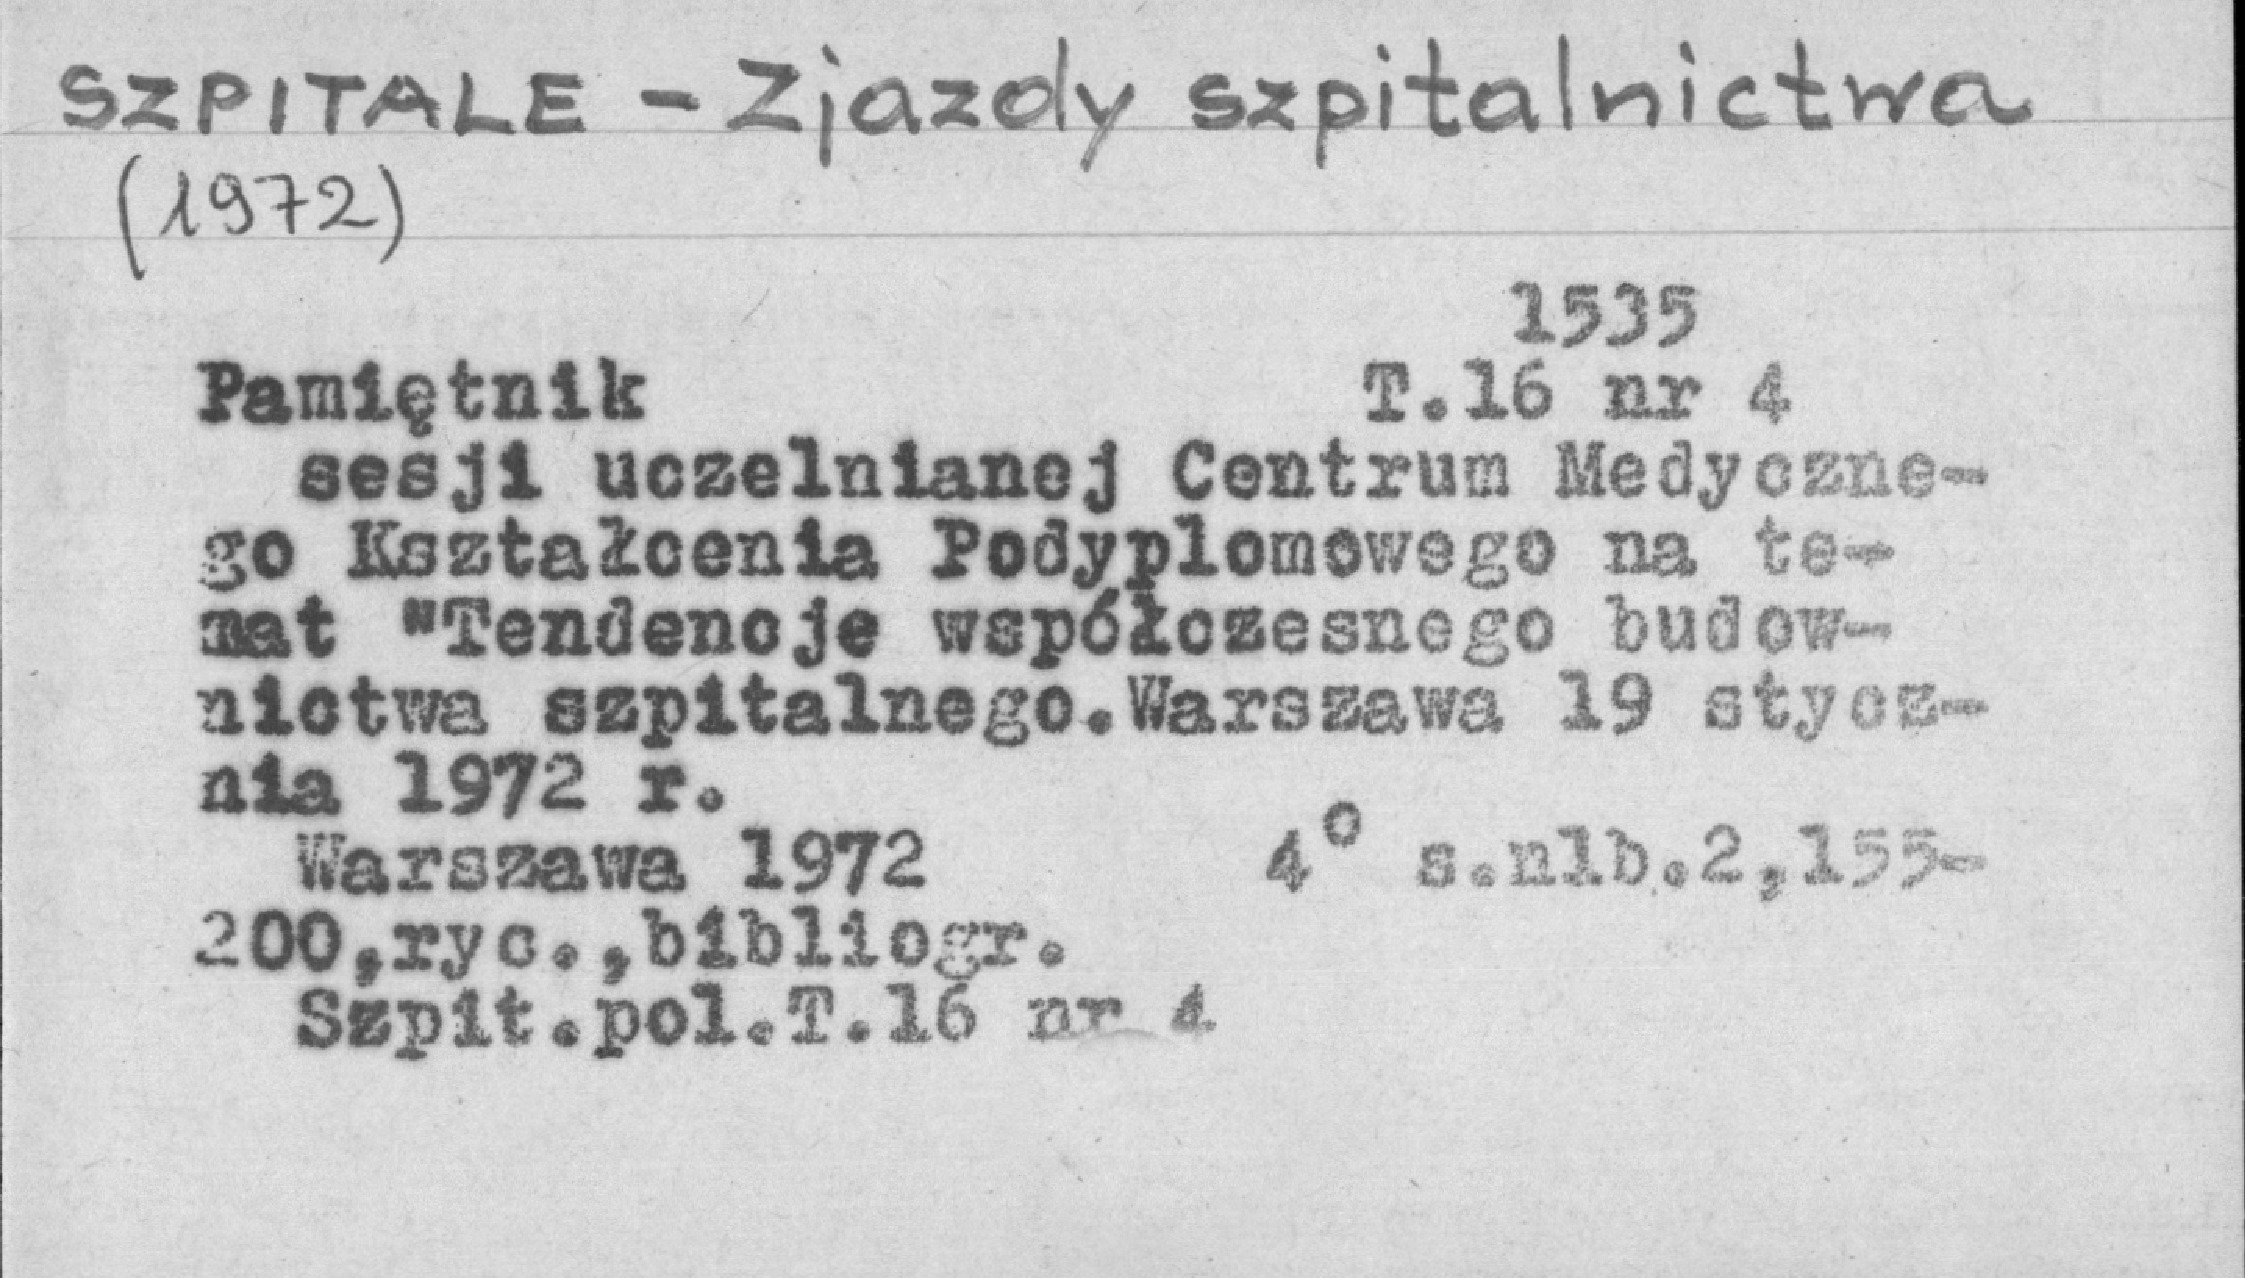 SZPITALE - Zjazdy szpitalnictwa
(1972)
1535
Pamiętnik T.16 nr 4
sesji uczelnianej Centrum Medyczne-
go Kształcenia Podyplomowego na te-
mat "Tendencje współczesnego budow-
nictwa szpitalnego.Warszawa 19 stycz-
nia 1972 r.
Warszawa 1972 4° s.nlb.2,155-
200,ryc.,bibliogr.
Szpit.pol.T.16 nr 4